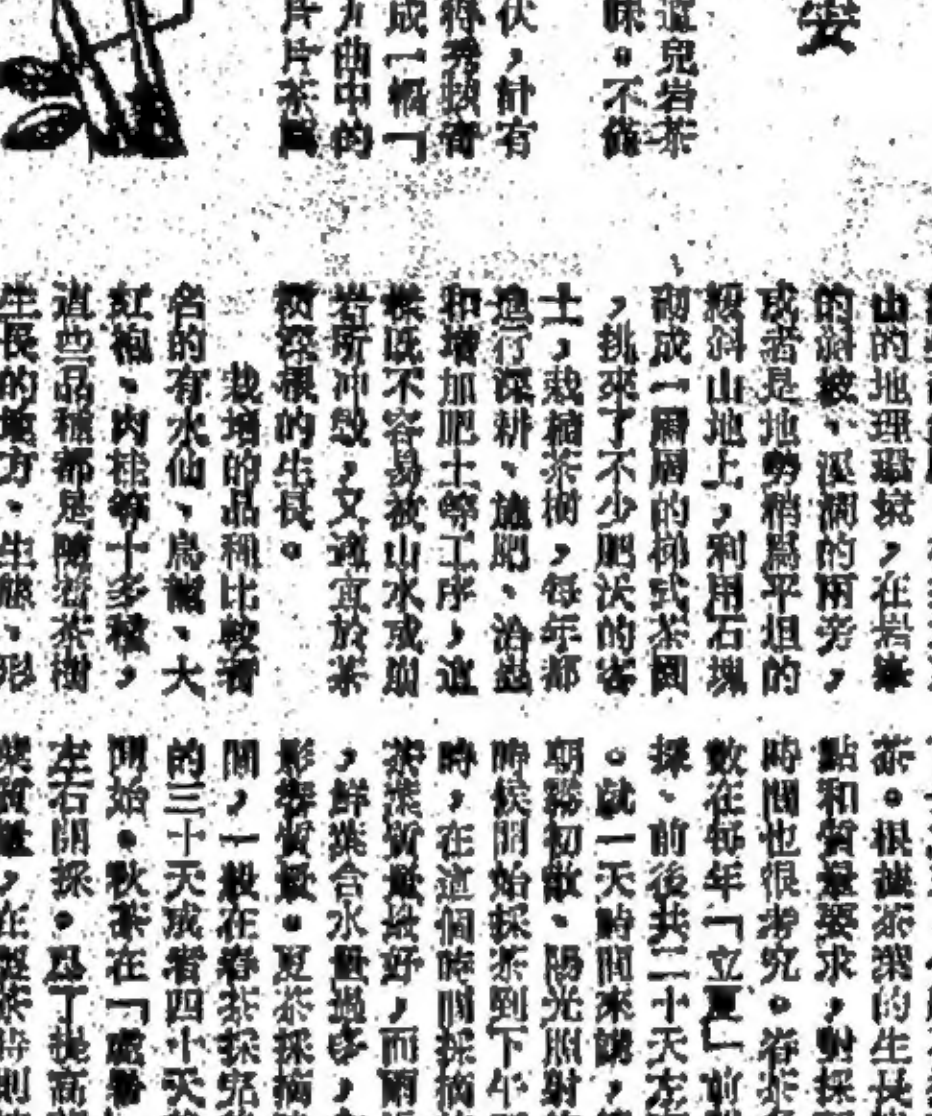 安
這兒岩茶
味。不僅
伏，計有
得秀拔奇
成一幅「
九曲中的
片片茶園
山的地理環境，在岩峯
的斜坡、溪澗的兩旁，
或者是地勢稍爲平坦的
緩斜山地上，利用石塊
砌成一層層的梯式茶園
，挑來了不少肥沃的客
土，栽植茶樹，每年都
進行深耕、施肥、治蟲
和增加肥土等工序，這
樣既不容易被山水或崩
岩所冲毀，又適宜於茶
樹深根的生長。
栽培的品種比較著
名的有水仙、烏龍、大
紅袍、肉桂等十多種，
這些品種都是隨着茶樹
生長的地方、生態、形
茶。根據茶葉的生長
點和質量要求，對採
時間也很考究。春茶
數在每年「立夏」前
採、前後共二十天左
。就一天時間來講，
朝霧初散、陽光照射
時候開始採茶到下午
時，在這個時間採摘
茶葉質量最好，而雨
，鮮葉含水量過多，
影響質量。夏茶採摘
間，一般在春茶採完
的三十天或者四十天
開始。秋茶在「處暑
左右開採。爲了提高
葉質量，在製茶時則